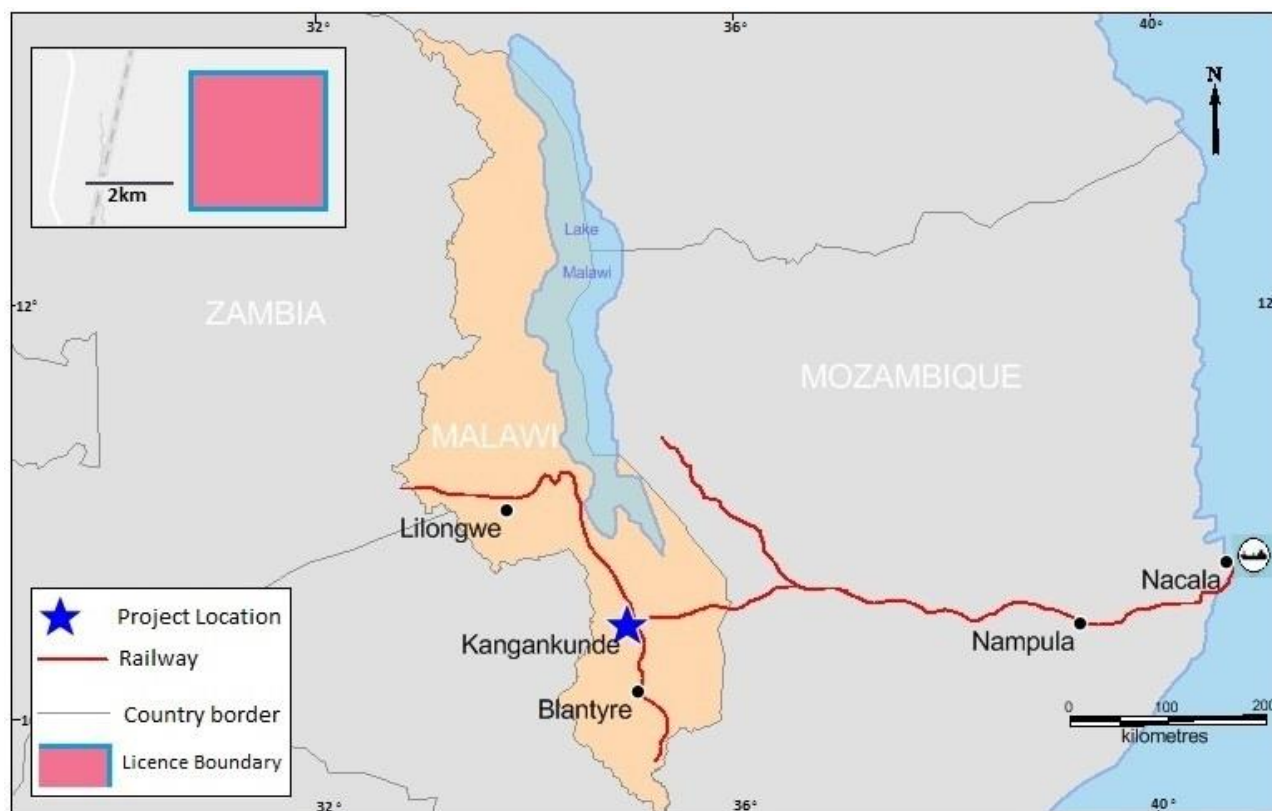 32°
36°
40°
N
2km
Lake
Malawi
12°
12
ZAMBIA
MOZAMBIQUE
MALAWI
Lilongwe
Nacala
Project Location
Kangankunde
Nampula
Railway
Blantyre
Country border
0 100 200
kilometres
Licence Boundary
32°
36°
40°